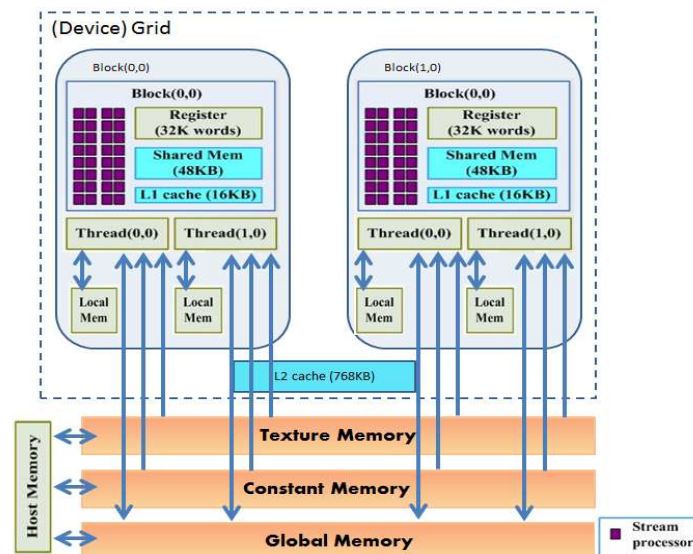 (Device) Grid
Block(0,0)
Block(0,0)
Register
(32K words)
Shared Mem
(48KB)
L1 cache (16KB)
Thread(0,0)
Thread(1,0)
Local
Mem
Local
Mem
Block(1,0)
Block(0,0)
Register
(32K words)
Shared Mem
(48KB)
L1 cache (16KB)
Thread(0,0)
Thread(1,0)
Local
Mem
Local
Mem
L2 cache (768KB)
Host Memory
Texture Memory
Constant Memory
Global Memory
Stream
processor